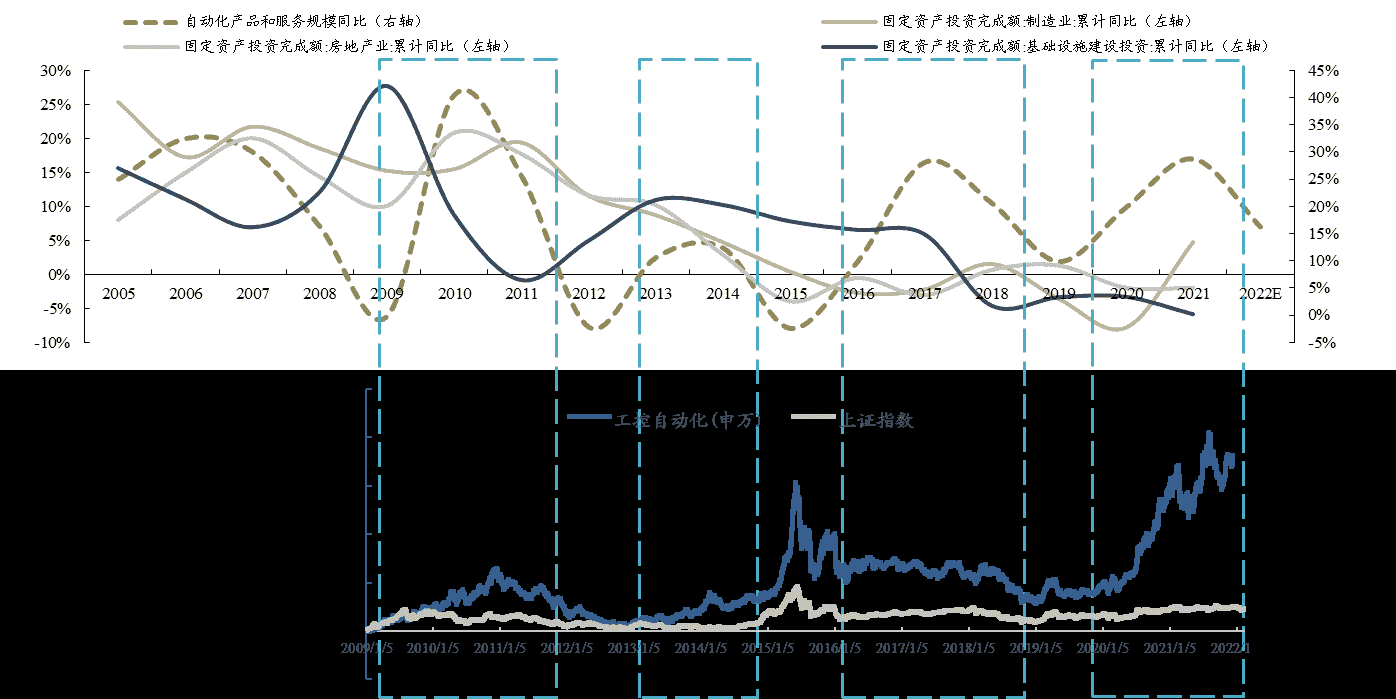 自动化产品和服务规模同比（右轴）
固定资产投资完成额:制造业:累计同比（左轴）
固定资产投资完成额:房地产业:累计同比（左轴）
固定资产投资完成额:基础设施建设投资:累计同比（左轴）
30%
25%
20%
15%
10%
5%
0%
-5%
-10%
45%
40%
35%
30%
25%
20%
15%
10%
5%
0%
-5%
2005 2006 2007 2008 2009 2010 2011 2012 2013 2014 2015 2016 2017 2018 2019 2020 2021 2022E
工控自动化(申万)
上证指数
2009/1/5 2010/1/5 2011/1/5 2012/1/5 2013/1/5 2014/1/5 2015/1/5 2016/1/5 2017/1/5 2018/1/5 2019/1/5 2020/1/5 2021/1/5 2022/1